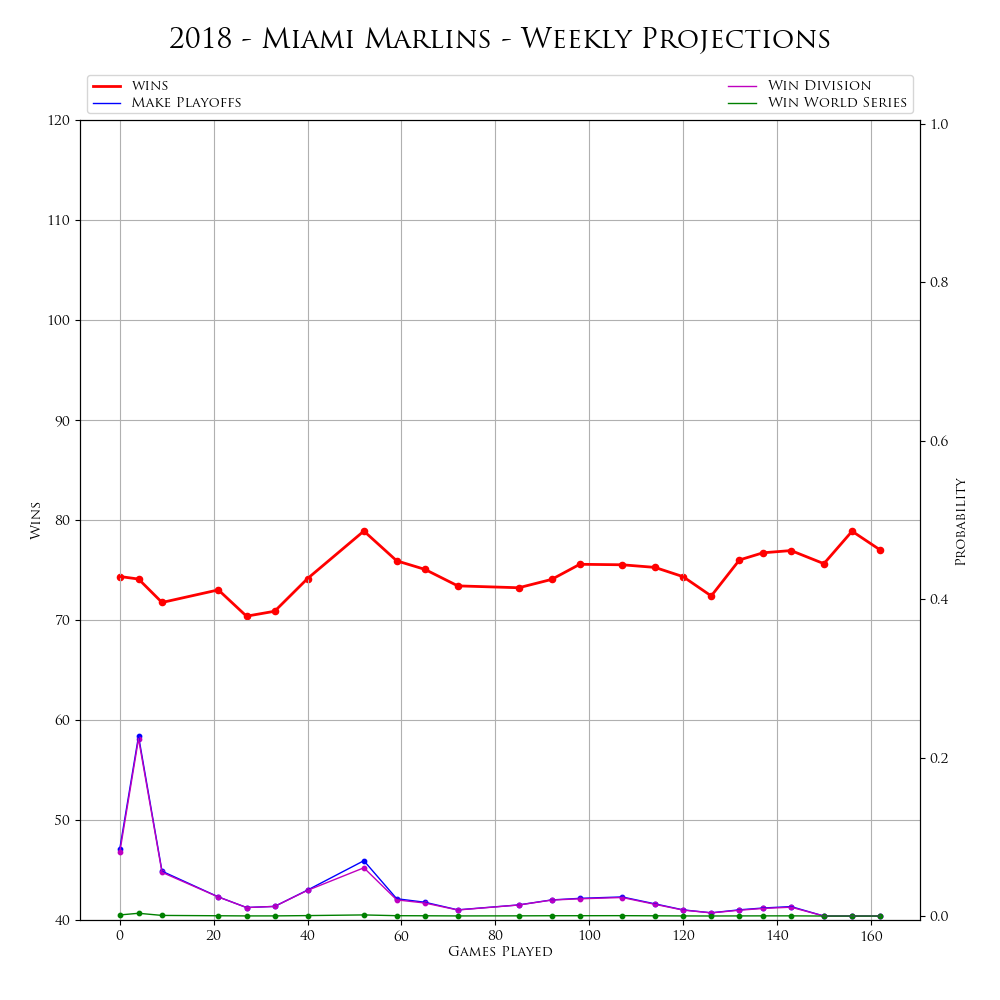 2018 - Miami Marlins - Weekly Projections
wins
Make Playoffs
Win Division
Win World Series
120
110
100
90
80
70
60
50
40
Wins
1.0
0.8
0.6
0.4
0.2
0.0
Probability
0 20 40 60 80 100 120 140 160
Games Played